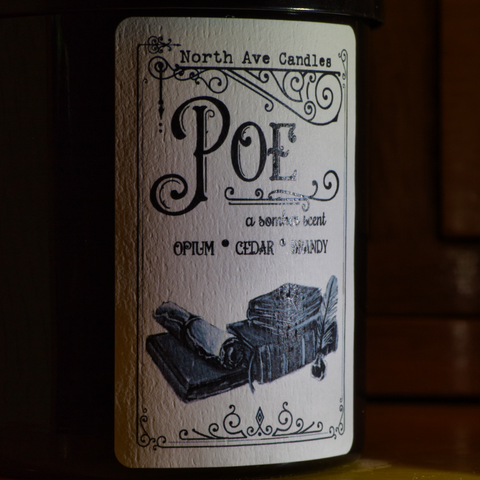 North Ave Candles
POE
a somber scent
OPIUM • CEDAR • BRANDY